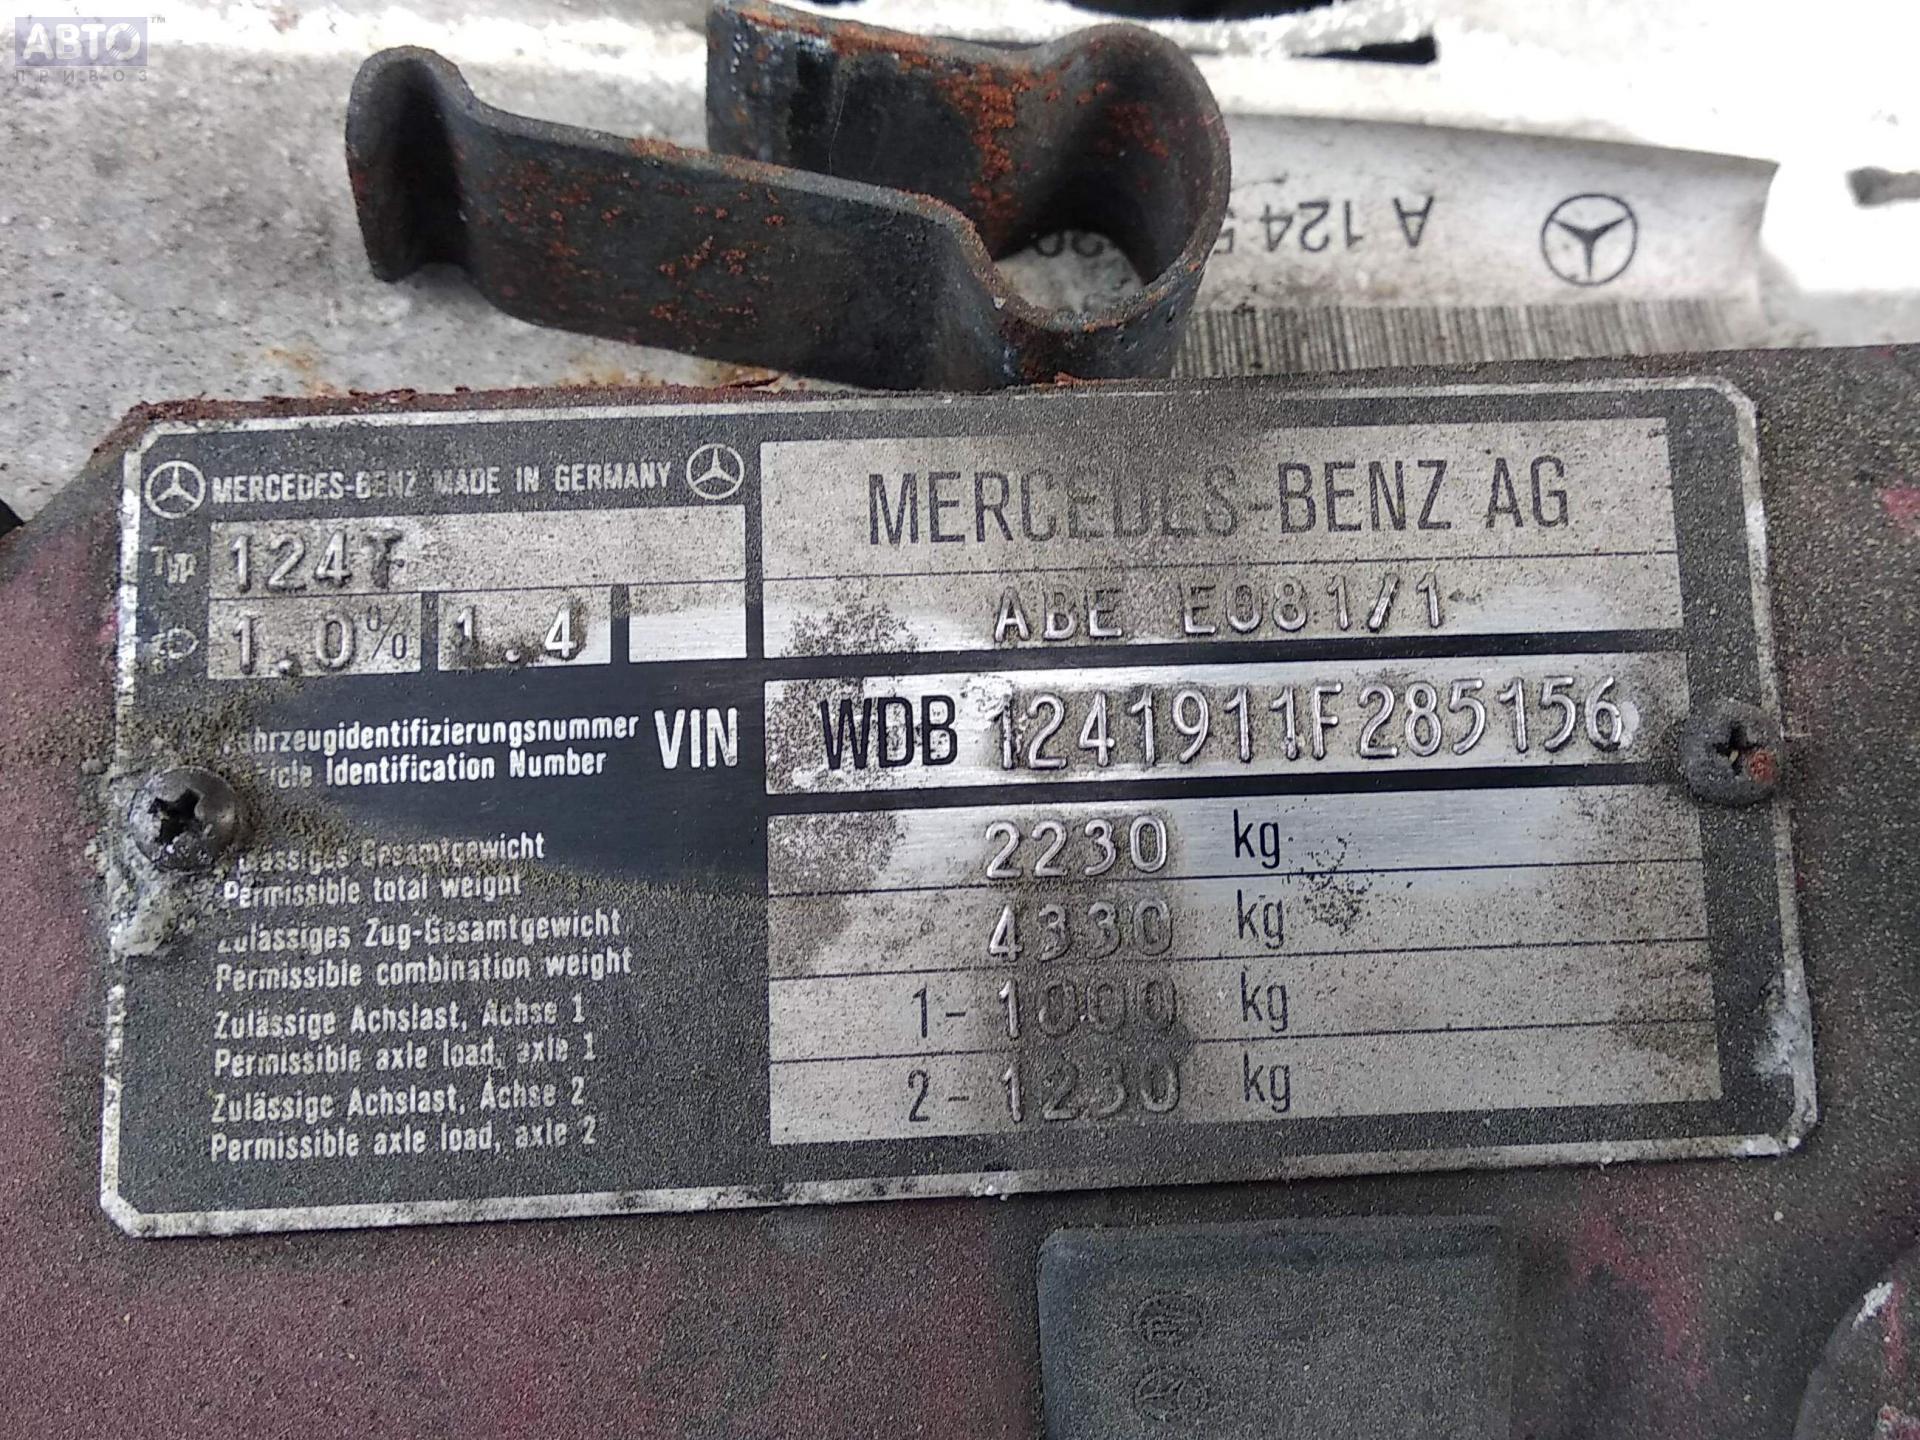 АВТО
ПРИВОЗ
A 124 5
MERCEDES-BENZ MADE IN GERMANY
Typ 124T
1.0% 1.4
MERCEDES-BENZ AG
ABE E081/1
Fahrzeugidentifizierungsnummer
Vehicle Identification Number
VIN
WDB 1241911F285156
Zulässiges Gesamtgewicht
Permissible total weight
2230 kg
Zulässiges Zug-Gesamtgewicht
Permissible combination weight
4330 kg
Zulässige Achslast, Achse 1
Permissible axle load, axle 1
1- 1000 kg
Zulässige Achslast, Achse 2
Permissible axle load, axle 2
2- 1230 kg